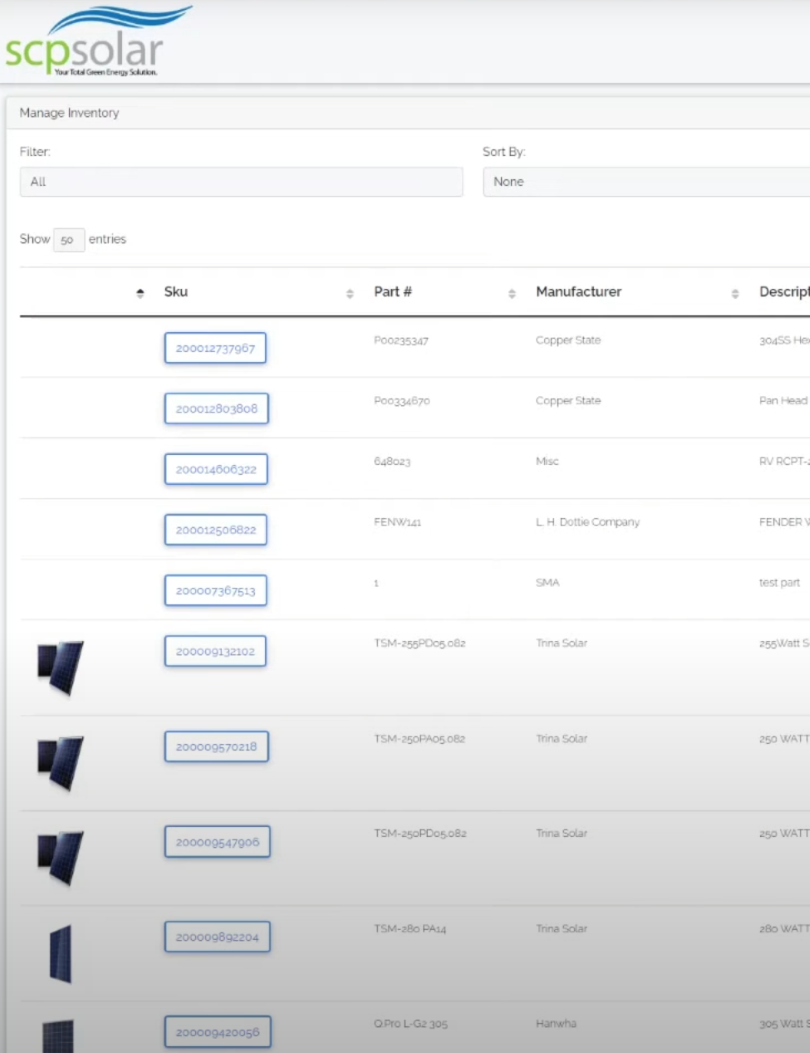 scpsolar
Your Total Green Energy Solution.
Manage Inventory
Filter: Sort By:
All None
Show 50 entries
Sku Part # Manufacturer Descript
200012737967 P00235347 Copper State 304SS Hex
200012803808 P00334670 Copper State Pan Head
200014606322 648023 Misc RV RCPT-2
200012506822 FENW141 L. H. Dottie Company FENDER W
200007367513 1 SMA test part
200009132102 TSM-255PD05.082 Trina Solar 255Watt S
200009570218 TSM-250PA05.082 Trina Solar 250 WATT
200009547906 TSM-250PD05.082 Trina Solar 250 WATT
200009892204 TSM-280 PA14 Trina Solar 280 WATT
200009420056 Q.Pro L-G2 305 Hanwha 305 Watt S